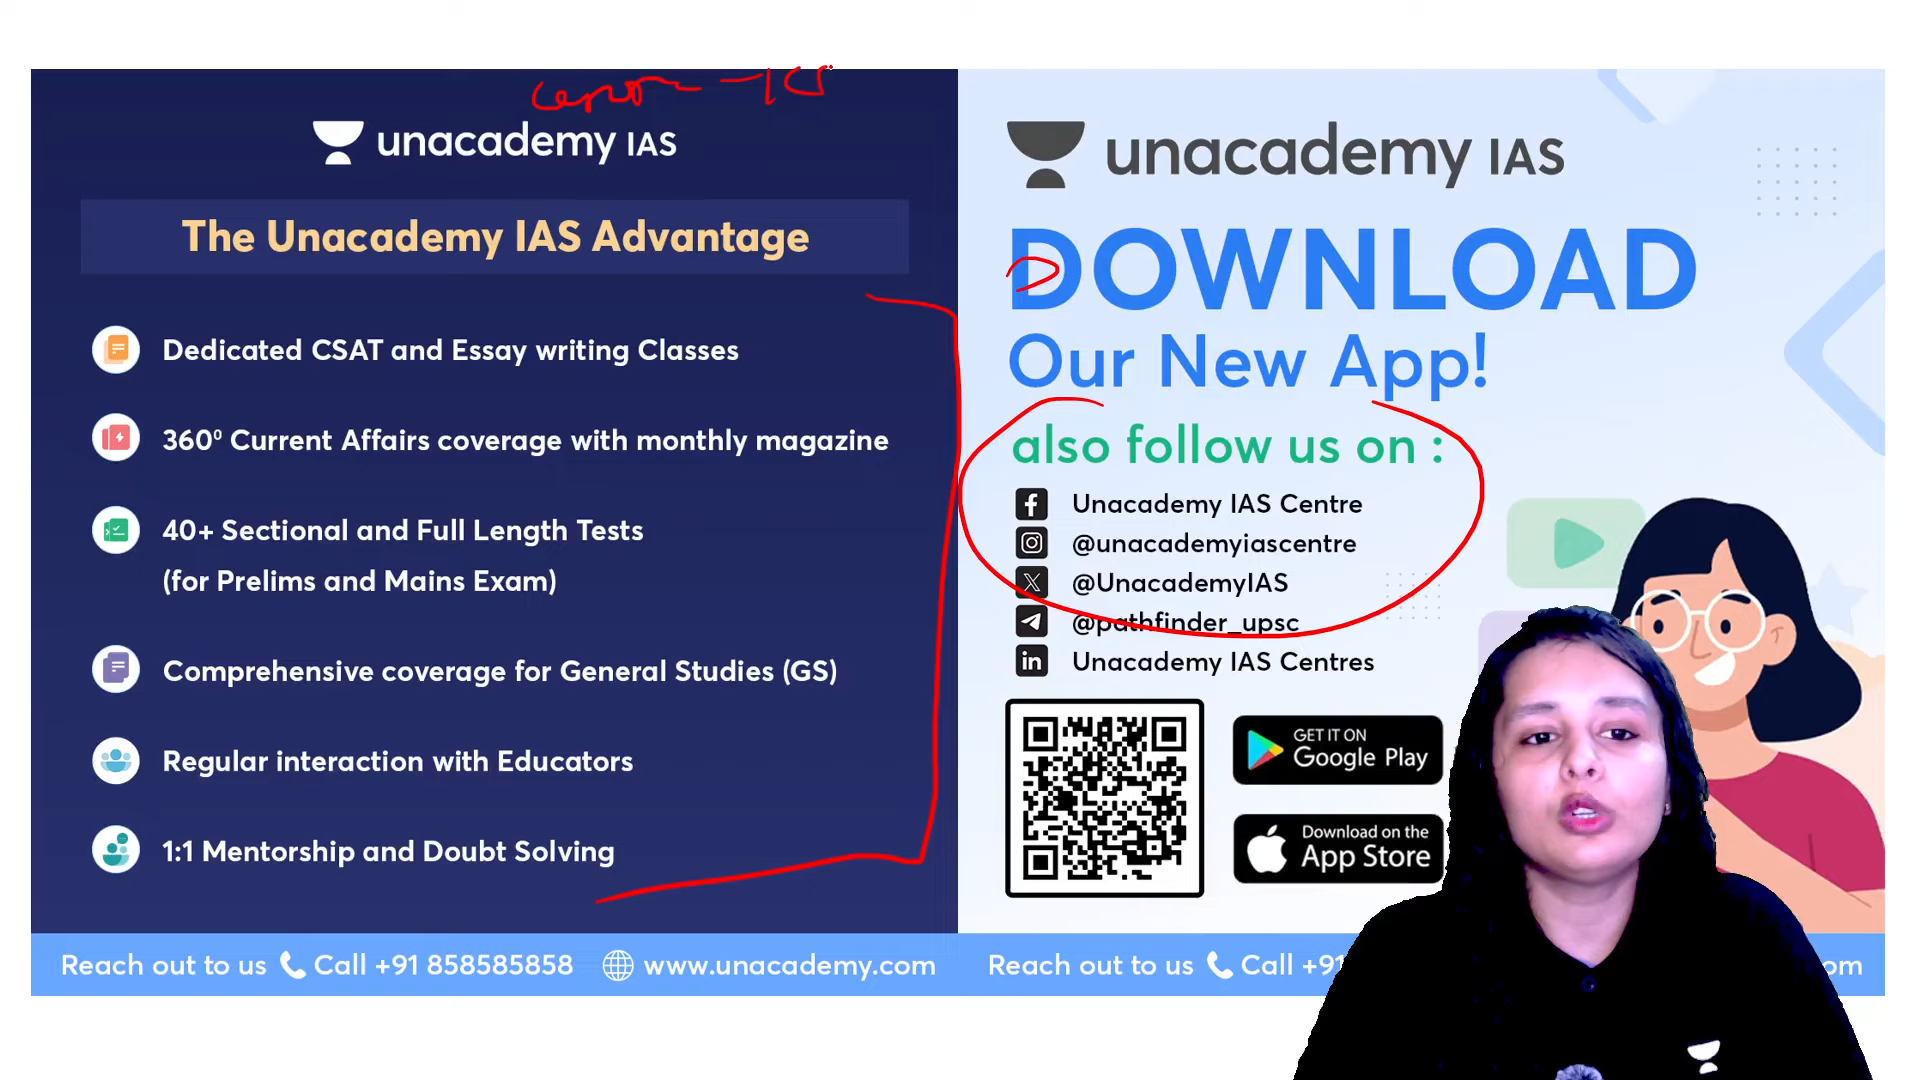 unacademy IAS
The Unacademy IAS Advantage
Dedicated CSAT and Essay writing Classes
360⁰ Current Affairs coverage with monthly magazine
40+ Sectional and Full Length Tests
(for Prelims and Mains Exam)
Comprehensive coverage for General Studies (GS)
Regular interaction with Educators
1:1 Mentorship and Doubt Solving
Reach out to us Call +91 858585858 www.unacademy.com
unacademy IAS
DOWNLOAD
Our New App!
also follow us on :
Unacademy IAS Centre
@unacademyiascentre
@UnacademyIAS
@pathfinder_upsc
Unacademy IAS Centres
GET IT ON
Google Play
Download on the
App Store
Reach out to us Call +91 om